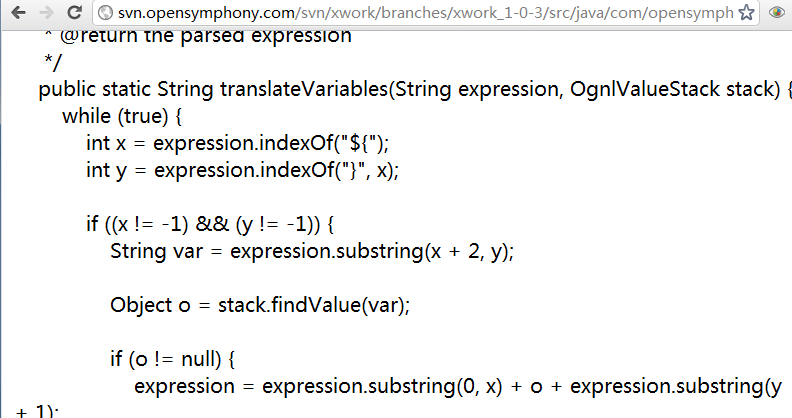 svn.opensymphony.com/svn/xwork/branches/xwork_1-0-3/src/java/com/opensymph
* @return the parsed expression
*/
public static String translateVariables(String expression, OgnlValueStack stack) {
while (true) {
int x = expression.indexOf("${");
int y = expression.indexOf("}", x);
if ((x != -1) && (y != -1)) {
String var = expression.substring(x + 2, y);
Object o = stack.findValue(var);
if (o != null) {
expression = expression.substring(0, x) + o + expression.substring(y
+ 1);